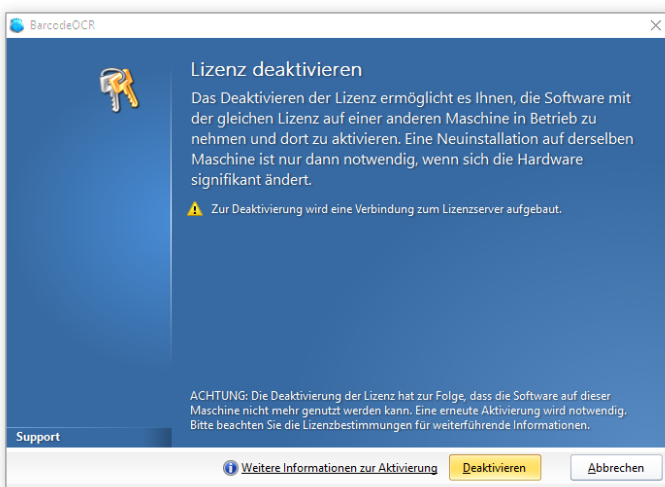 BarcodeOCR
Lizenz deaktivieren
Das Deaktivieren der Lizenz ermöglicht es Ihnen, die Software mit
der gleichen Lizenz auf einer anderen Maschine in Betrieb zu
nehmen und dort zu aktivieren. Eine Neuinstallation auf derselben
Maschine ist nur dann notwendig, wenn sich die Hardware
signifikant ändert.
Zur Deaktivierung wird eine Verbindung zum Lizenzserver aufgebaut.
ACHTUNG: Die Deaktivierung der Lizenz hat zur Folge, dass die Software auf dieser
Maschine nicht mehr genutzt werden kann. Eine erneute Aktivierung wird notwendig.
Bitte beachten Sie die Lizenzbestimmungen für weiterführende Informationen.
Support
Weitere Informationen zur Aktivierung Deaktivieren Abbrechen